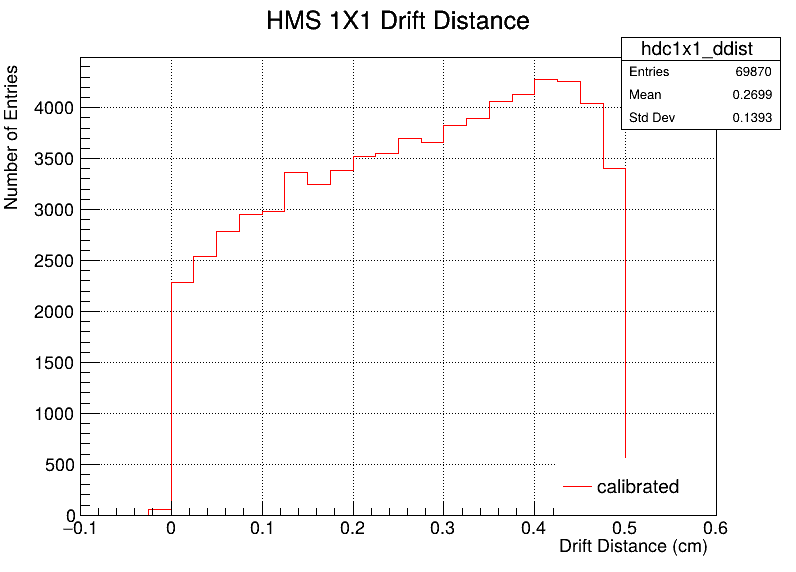 HMS 1X1 Drift Distance
hdc1x1_ddist
Entries 69870
Mean 0.2699
Std Dev 0.1393
Number of Entries
4000
3500
3000
2500
2000
1500
1000
500
0
−0.1 0 0.1 0.2 0.3 0.4 0.5 0.6
calibrated
Drift Distance (cm)